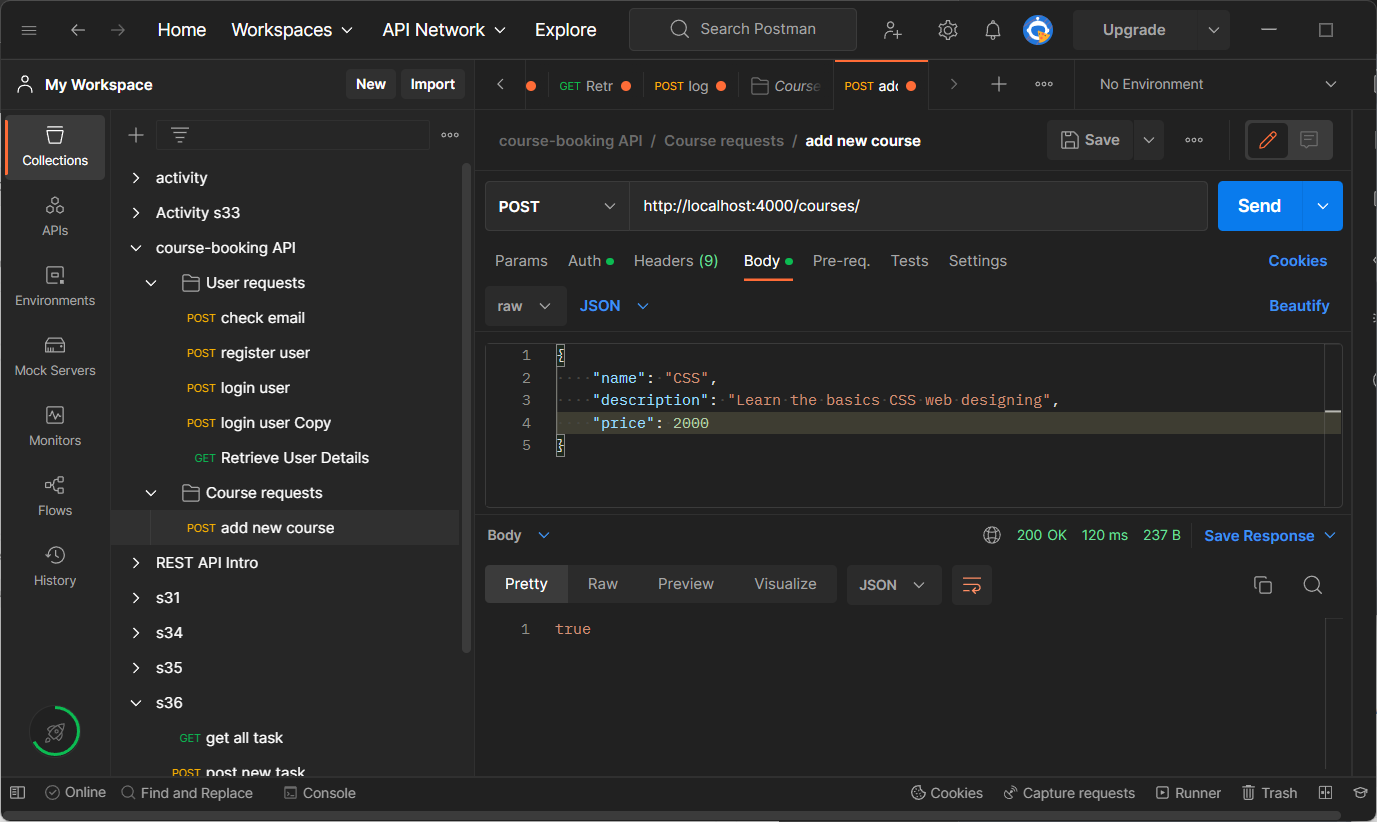 Home Workspaces API Network Explore Search Postman Upgrade
My Workspace New Import
GET Retr POST log Course POST add No Environment
Collections
APIs
Environments
Mock Servers
Monitors
Flows
History
activity
Activity s33
course-booking API
User requests
POST check email
POST register user
POST login user
POST login user Copy
GET Retrieve User Details
Course requests
POST add new course
REST API Intro
s31
s34
s35
s36
GET get all task
POST post new task
course-booking API / Course requests / add new course Save
POST http://localhost:4000/courses/ Send
Params Auth Headers (9) Body Pre-req. Tests Settings Cookies
raw JSON Beautify
1 {
2 "name": "CSS",
3 "description": "Learn the basics CSS web designing",
4 "price": 2000
5 }
Body 200 OK 120 ms 237 B Save Response
Pretty Raw Preview Visualize JSON
1 true
Online Find and Replace Console Cookies Capture requests Runner Trash